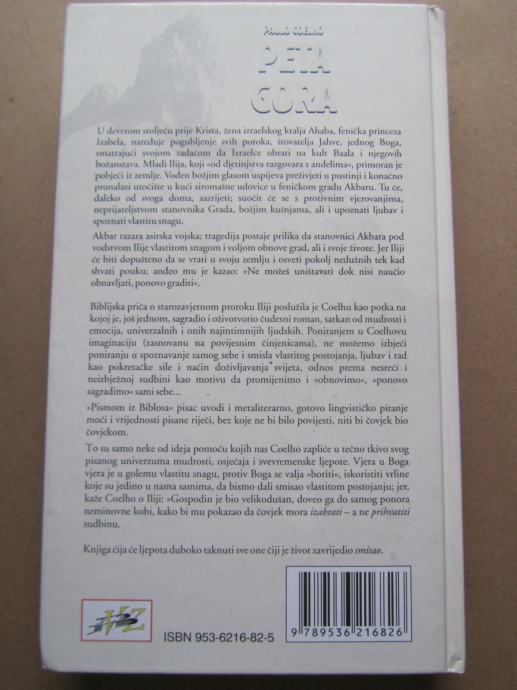 PAULO COELHO
PETA
GORA
U devetom stoljeću prije Krista, žena izraelskog kralja Ahaba, fenička princeza
Izabela, naređuje pogubljenje svih poroka, štovatelja Jahve, jednog Boga,
smatrajući svojom zadaćom da Izraelce obrati na kult Baala i njegovih
božanstava. Mladi Ilija, koji »od djetinjstva razgovara s anđelima«, primoran je
pobjeći iz zemlje. Vođen božjim glasom uspijeva preživjeti u pustinji i konačno
pronalazi utočište u kući siromašne udovice u feničkom gradu Akbaru. Tu će,
daleko od svoga doma, sazrijeti; suočit će se s protivnim vjerovanjima,
neprijateljstvom stanovnika Grada, božjim kušnjama, ali i upoznati ljubav i
spoznati vlastitu snagu.
Akbar razara asirska vojska; tragedija postaje prilika da stanovnici Akbara pod
vodstvom Ilije vlastitom snagom i voljom obnove grad, ali i svoje živote. Jer Iliji
će biti dopušteno da se vrati u svoju zemlju i osveti pokolj nedužnih tek kad
shvati pouku; anđeo mu je kazao: »Ne možeš uništavati dok nisi naučio
obnavljati, ponovo graditi«.
Biblijska priča o starozavjetnom proroku Iliji poslužila je Coelhu kao potka na
kojoj je, još jednom, sagradio i oživotvorio čudesni roman, satkan od mudrosti i
emocija, univerzalnih i onih najintimnijih ljudskih. Poniranjem u Coelhovu
imaginaciju (zasnovanu na povijesnim činjenicama), ne možemo izbjeći
poniranju u spoznavanje samog sebe i smisla vlastitog postojanja, ljubav i rad
kao pokretačke sile i način doživljavanja svijeta, odnos prema nesreći i
neizbježnoj sudbini kao motivu da promijenimo i »obnovimo«, »ponovo
sagradimo« sami sebe...
»Pismom iz Biblosa« pisac uvodi i metaliterarno, gotovo lingvističko pitanje
moći i vrijednosti pisane riječi, bez koje ne bi bilo povijesti, niti bi čovjek bio
čovjekom.
To su samo neke od ideja pomoću kojih nas Coelho zapliće u tečno tkivo svog
pisanog univerzuma mudrosti, osjećaja i svevremenske ljepote. Vjera u Boga
vjera je u golemu vlastitu snagu, protiv Boga se valja »boriti«, iskoristiti vrline
koje su jedino u nama samima, da bismo dali smisao vlastitom postojanju; jer,
kaže Coelho o Iliji: »Gospodin je bio velikodušan, doveo ga do samog ponora
neminovne kobi, kako bi mu pokazao da čovjek mora izabrati – a ne prihvatiti
sudbinu.
Knjiga čija će ljepota duboko taknuti sve one čiji je život zavrijedio smisao.
VZ
ISBN 953-6216-82-5
9 789536 216826